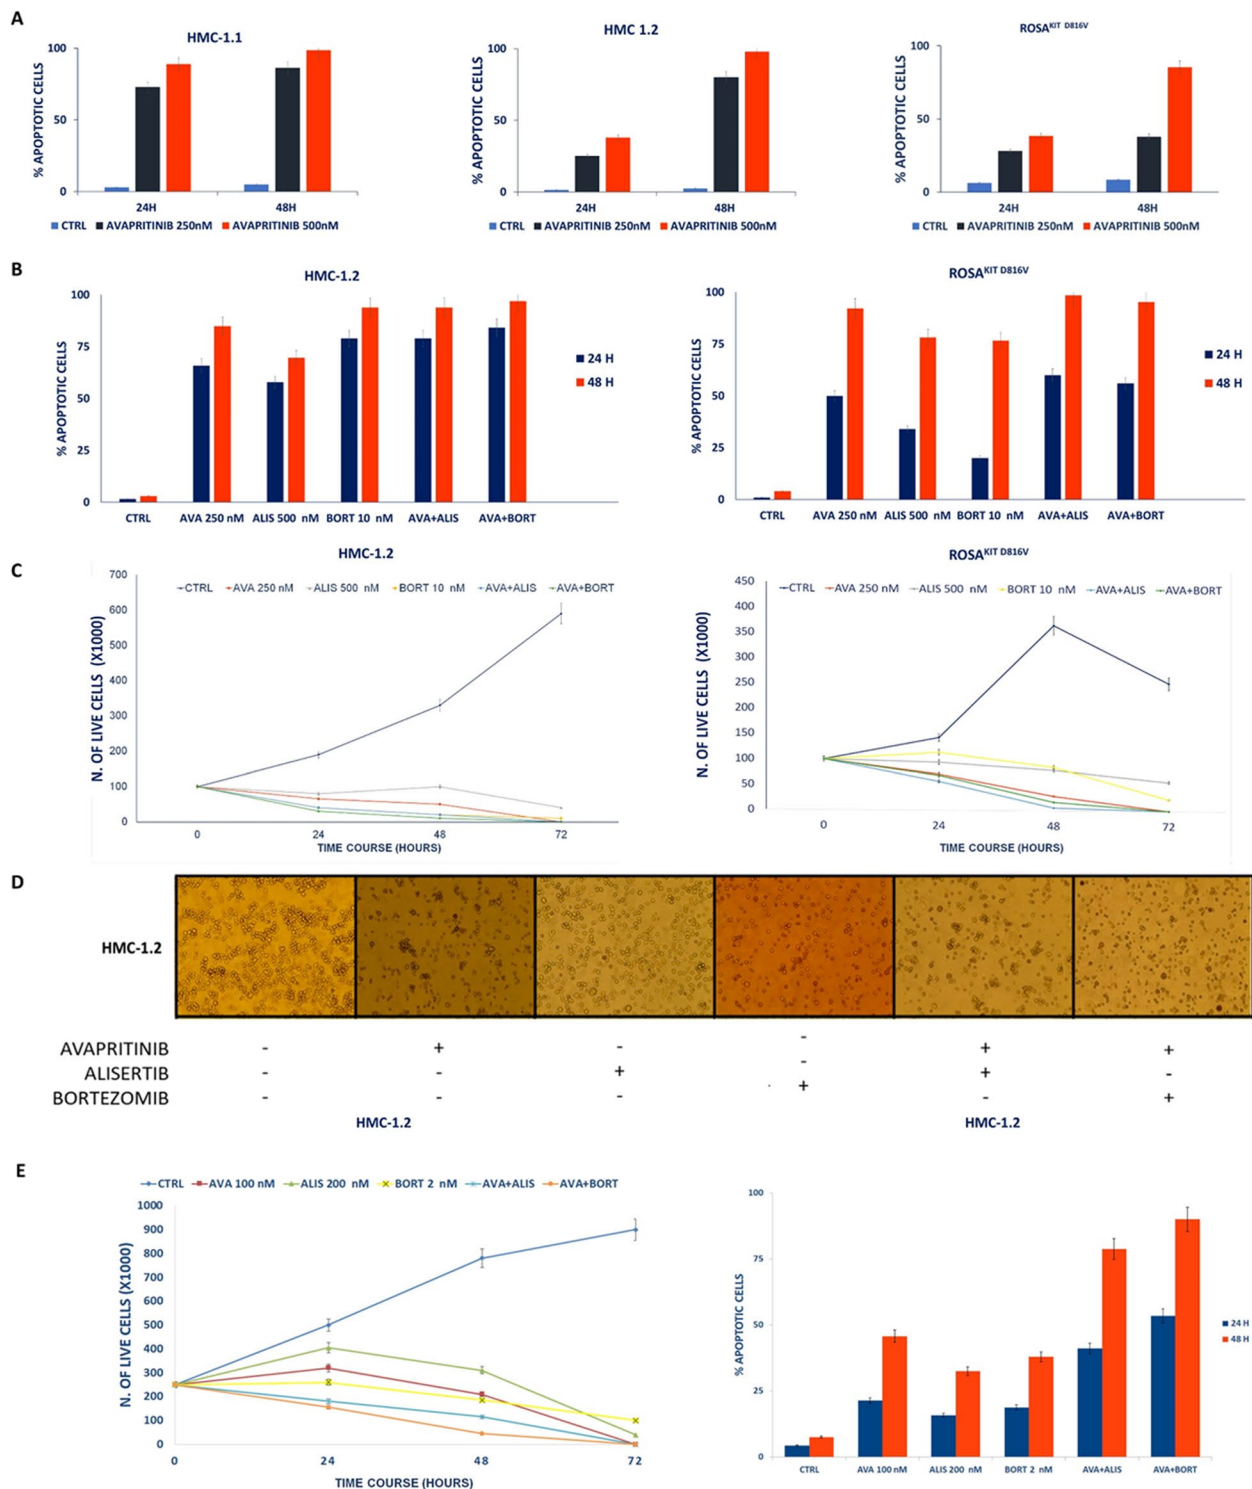 A
HMC-1.1
HMC 1.2
ROSA^KIT D816V
% APOPTOTIC CELLS
100
50
0
24H
48H
CTRL AVAPRITINIB 250nM AVAPRITINIB 500nM
% APOPTOTIC CELLS
100
50
0
24H
48H
CTRL AVAPRITINIB 250nM AVAPRITINIB 500nM
% APOPTOTIC CELLS
100
50
0
24H
48H
CTRL AVAPRITINIB 250nM AVAPRITINIB 500nM
B
HMC-1.2
% APOPTOTIC CELLS
100
75
50
25
0
CTRL AVA 250 nM ALIS 500 nM BORT 10 nM AVA+ALIS AVA+BORT
24 H
48 H
ROSA^KIT D816V
% APOPTOTIC CELLS
100
75
50
25
0
CTRL AVA 250 nM ALIS 500 nM BORT 10 nM AVA+ALIS AVA+BORT
24 H
48 H
C
HMC-1.2
CTRL AVA 250 nM ALIS 500 nM BORT 10 nM AVA+ALIS AVA+BORT
N. OF LIVE CELLS (X1000)
700
600
500
400
300
200
100
0
0 24 48 72
TIME COURSE (HOURS)
ROSA^KIT D816V
CTRL AVA 250 nM ALIS 500 nM BORT 10 nM AVA+ALIS AVA+BORT
N. OF LIVE CELLS (X1000)
450
400
350
300
250
200
150
100
50
0
0 24 48 72
TIME COURSE (HOURS)
D
HMC-1.2
AVAPRITINIB - + - - + +
ALISERTIB - - + - + -
BORTEZOMIB - - - + - +
HMC-1.2
HMC-1.2
E
CTRL AVA 100 nM ALIS 200 nM BORT 2 nM AVA+ALIS AVA+BORT
N. OF LIVE CELLS (X1000)
1000
900
800
700
600
500
400
300
200
100
0
0 24 48 72
TIME COURSE (HOURS)
% APOPTOTIC CELLS
100
75
50
25
0
CTRL AVA 100 nM ALIS 200 nM BORT 2 nM AVA+ALIS AVA+BORT
24 H
48 H